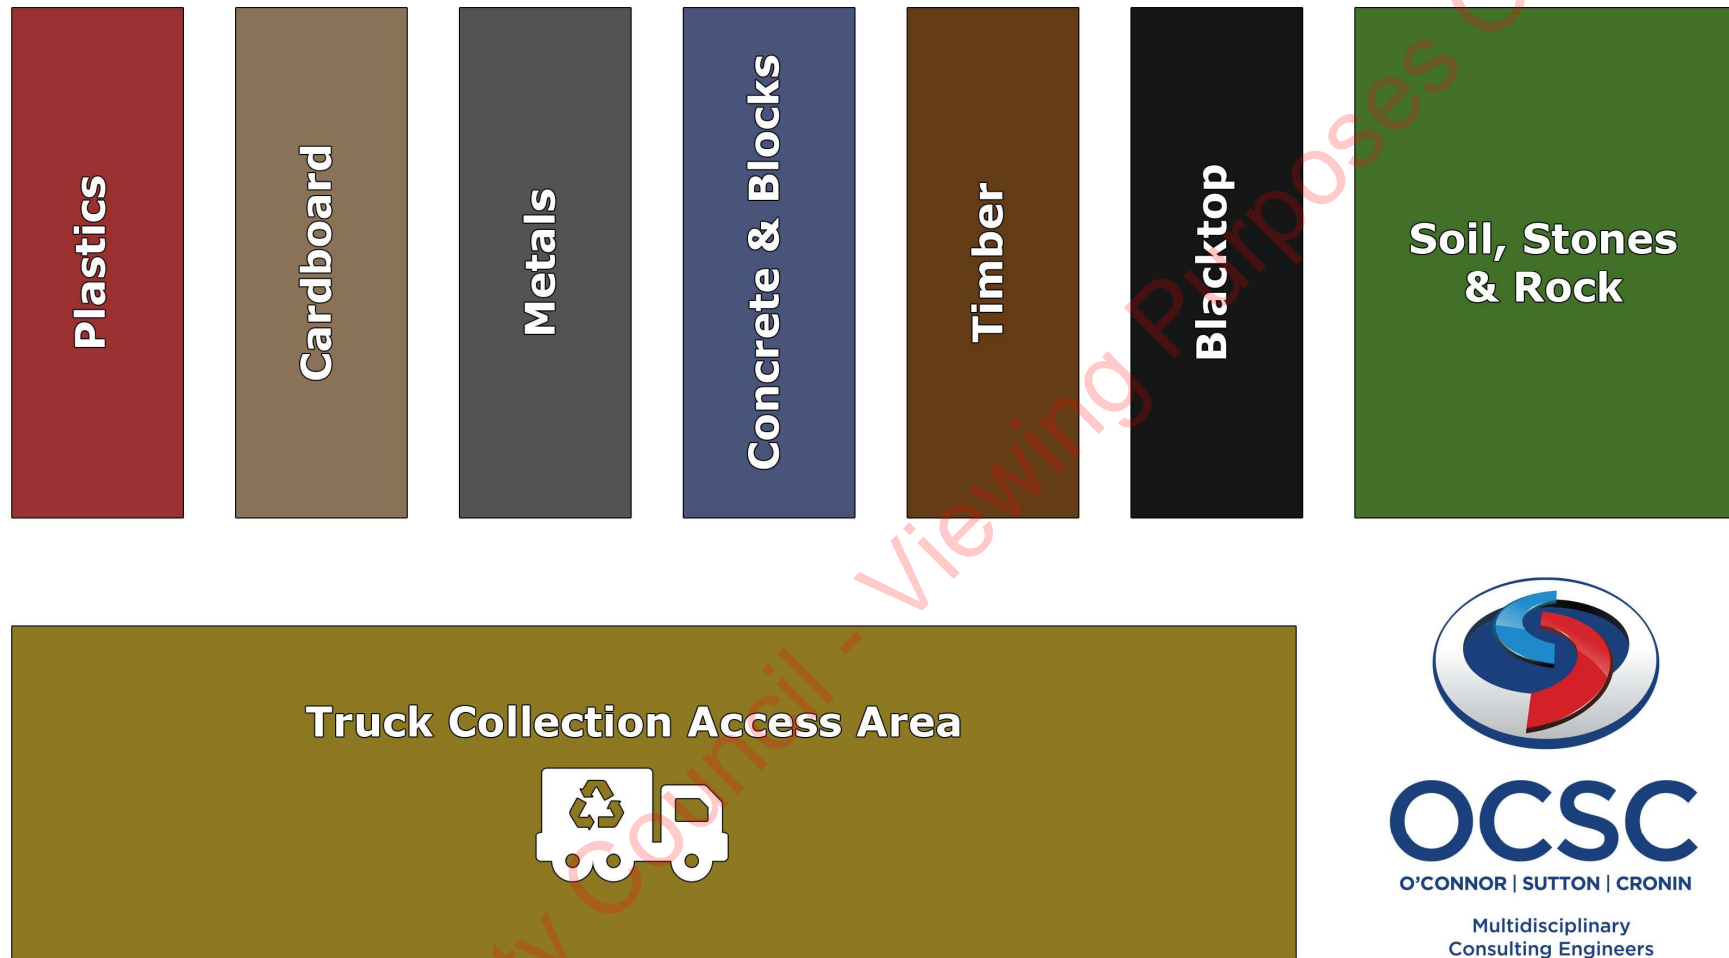 Plastics
Cardboard
Metals
Concrete & Blocks
Timber
Blacktop
Soil, Stones
& Rock
Truck Collection Access Area
Council - Viewing Purposes
OCSC
O'CONNOR | SUTTON | CRONIN
Multidisciplinary
Consulting Engineers